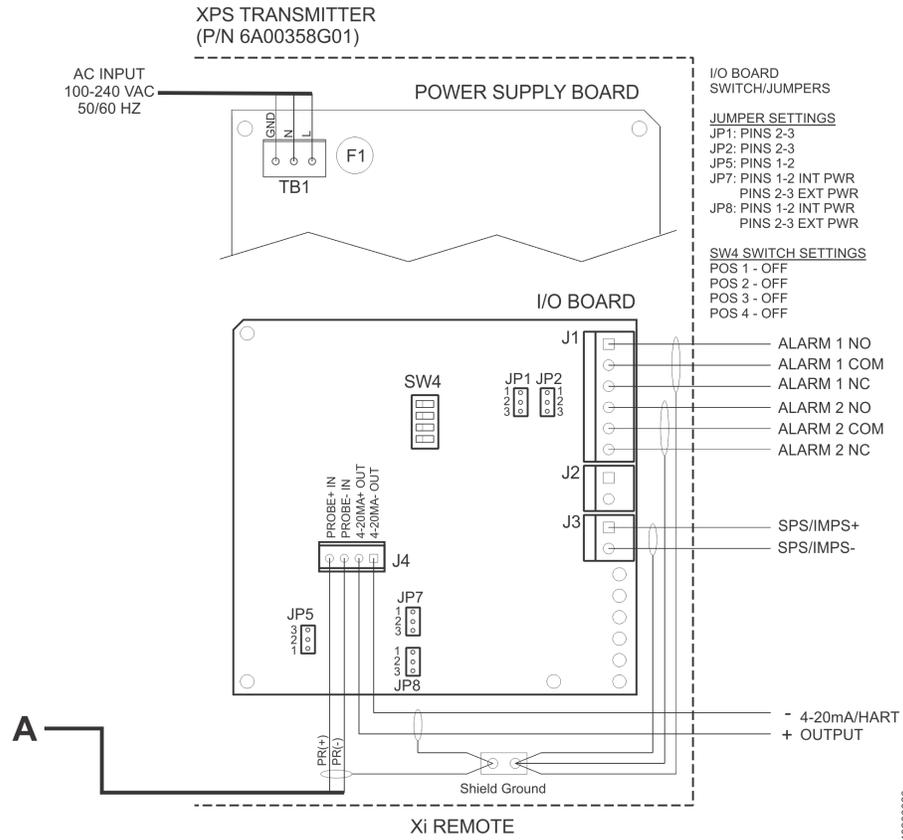 XPS TRANSMITTER
(P/N 6A00358G01)
AC INPUT
100-240 VAC
50/60 HZ
POWER SUPPLY BOARD
GND
N
L
F1
TB1
I/O BOARD
SWITCH/JUMPERS
JUMPER SETTINGS
JP1: PINS 2-3
JP2: PINS 2-3
JP5: PINS 1-2
JP7: PINS 1-2 INT PWR
PINS 2-3 EXT PWR
JP8: PINS 1-2 INT PWR
PINS 2-3 EXT PWR
SW4 SWITCH SETTINGS
POS 1 - OFF
POS 2 - OFF
POS 3 - OFF
POS 4 - OFF
I/O BOARD
J1
ALARM 1 NO
ALARM 1 COM
ALARM 1 NC
ALARM 2 NO
ALARM 2 COM
ALARM 2 NC
SW4
JP1 JP2
1 1
2 2
3 3
J2
J3
SPS/IMPS+
SPS/IMPS-
PROBE+ IN
PROBE- IN
4-20MA+ OUT
4-20MA- OUT
J4
JP5
3
2
1
JP7
1
2
3
1
2
3
JP8
A
PR(+)
PR(-)
- 4-20mA/HART
+ OUTPUT
Shield Ground
Xi REMOTE